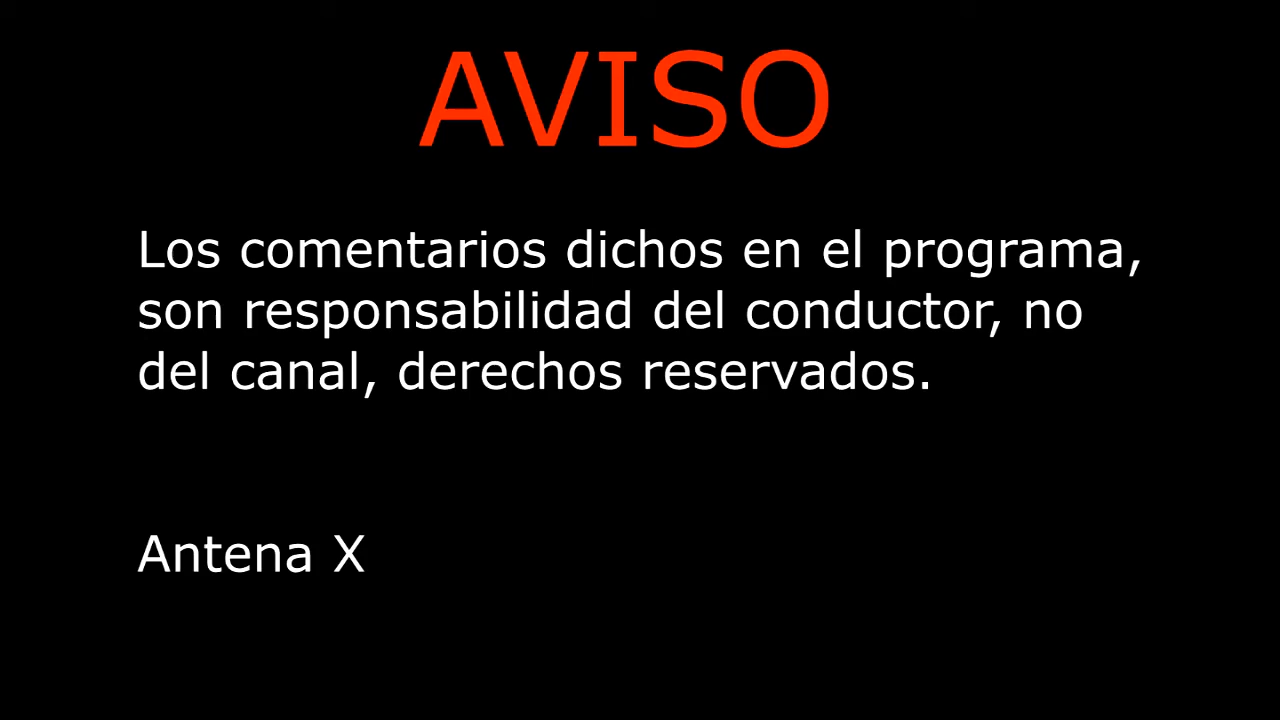 AVISO
Los comentarios dichos en el programa,
son responsabilidad del conductor, no
del canal, derechos reservados.
Antena X